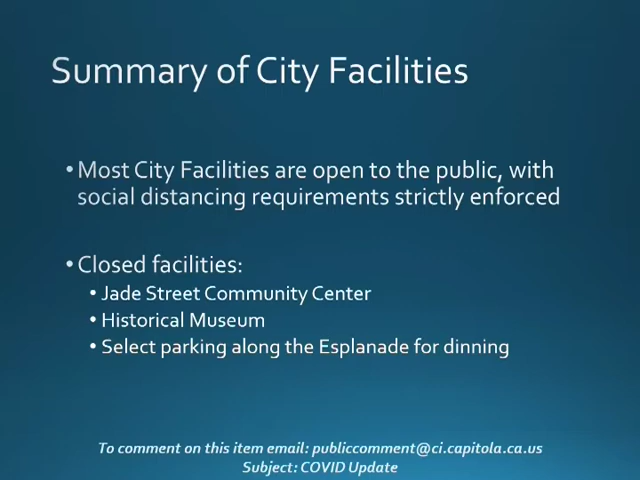 Summary of City Facilities
• Most City Facilities are open to the public, with
social distancing requirements strictly enforced
• Closed facilities:
• Jade Street Community Center
• Historical Museum
• Select parking along the Esplanade for dinning
To comment on this item email: publiccomment@ci.capitola.ca.us
Subject: COVID Update